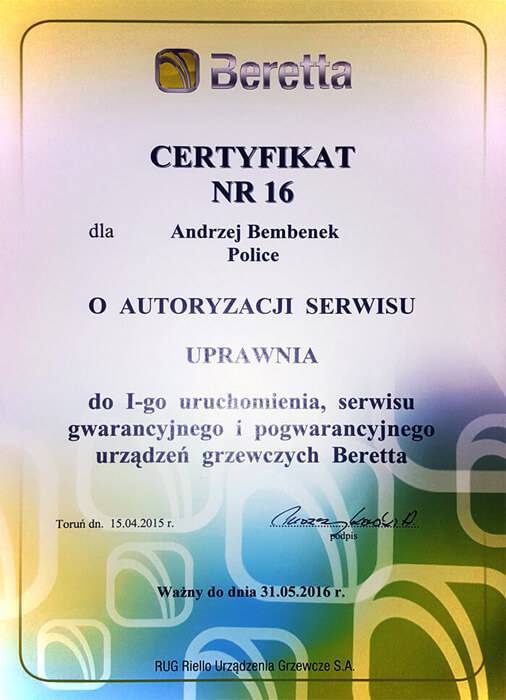 Beretta
CERTYFIKAT
NR 16
dla Andrzej Bembenek
Police
O AUTORYZACJI SERWISU
UPRAWNIA
do I-go uruchomienia, serwisu
gwarancyjnego i pogwarancyjnego
urządzeń grzewczych Beretta
Toruń dn. 15.04.2015 r.
podpis
Ważny do dnia 31.05.2016 r.
RUG Riello Urządzenia Grzewcze S.A.